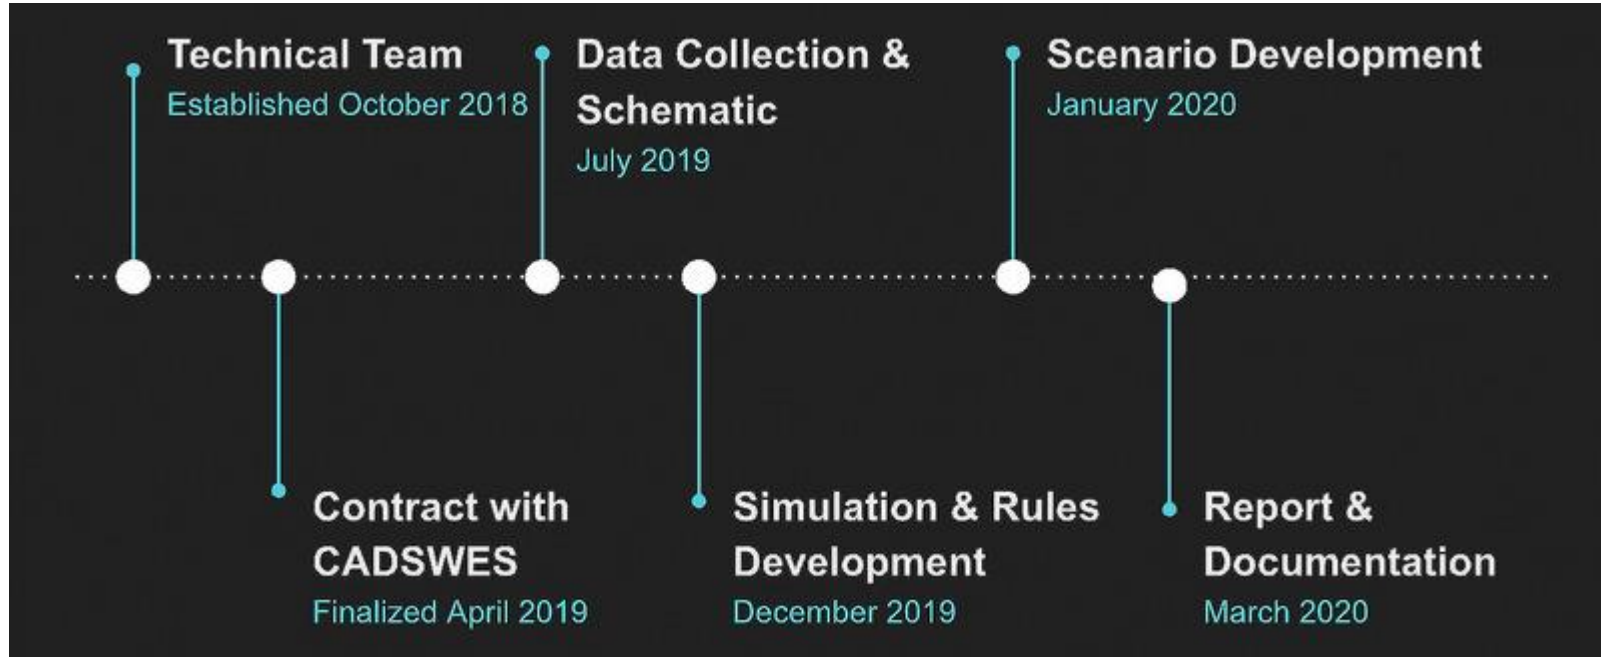 Technical Team
Established October 2018
Data Collection &
Schematic
July 2019
Scenario Development
January 2020
Contract with
CADSWES
Finalized April 2019
Simulation & Rules
Development
December 2019
Report &
Documentation
March 2020